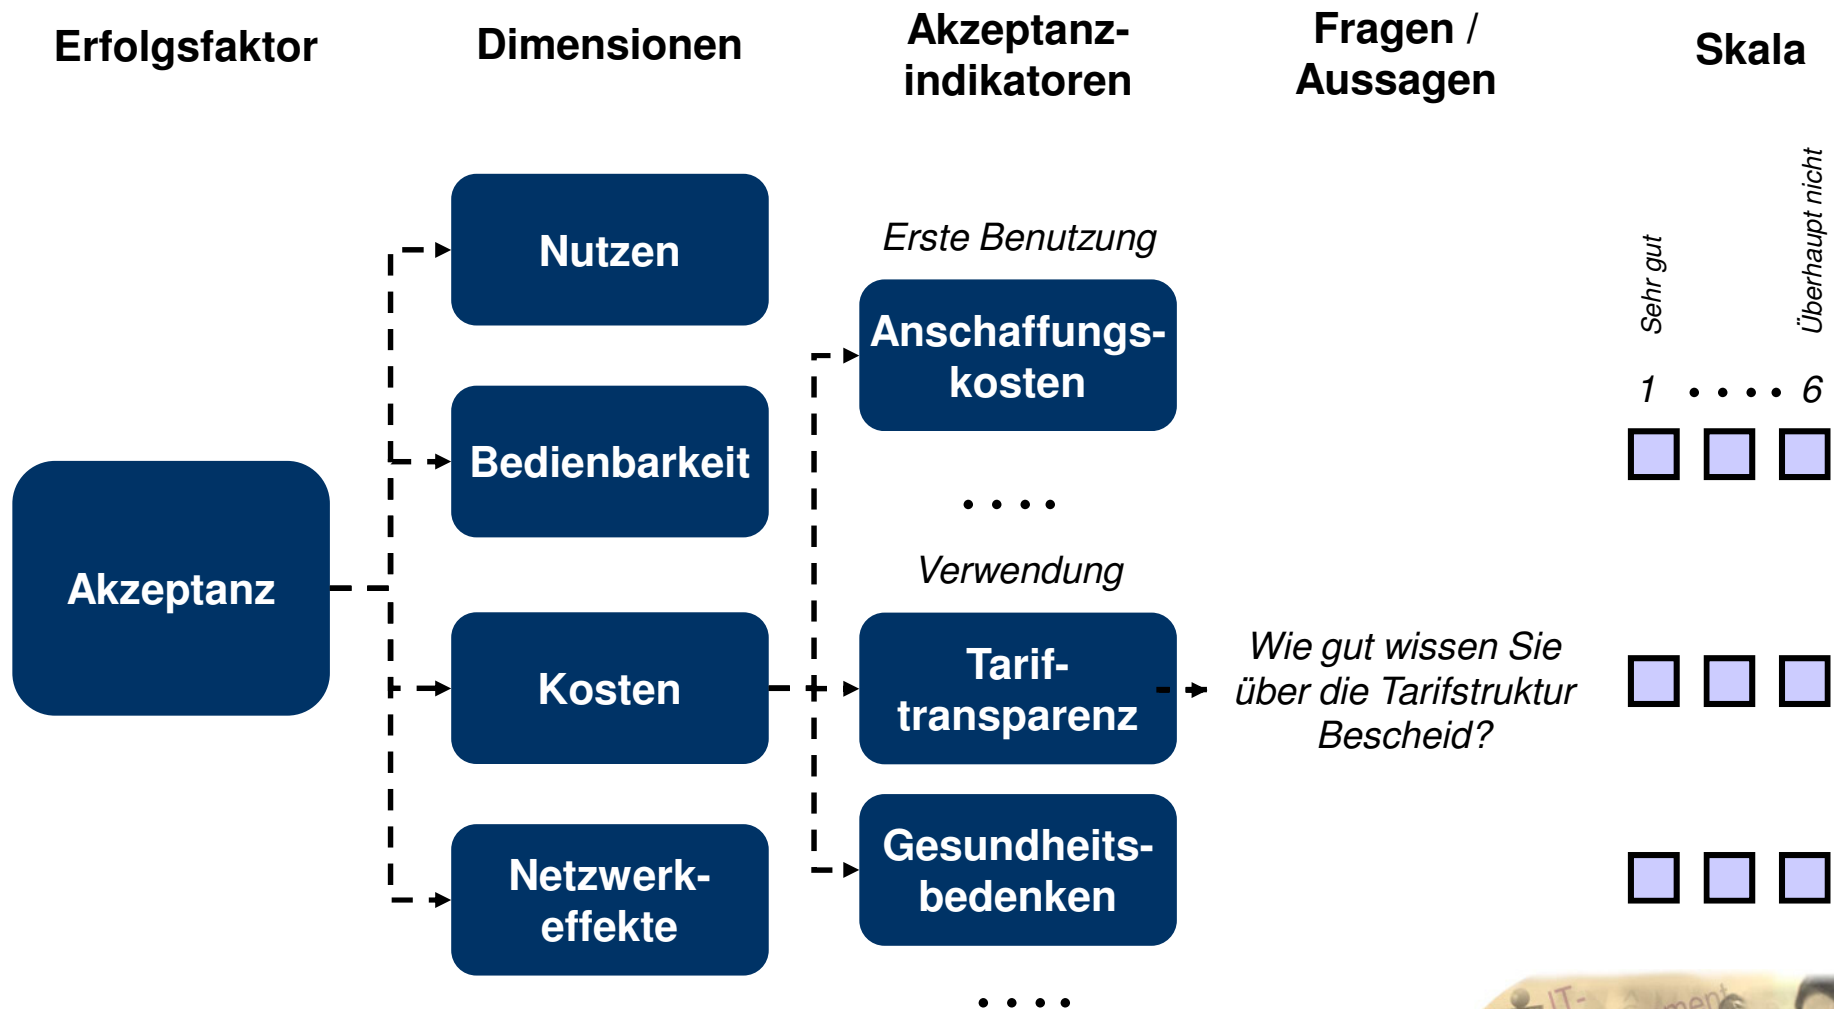 Erfolgsfaktor
Dimensionen
Akzeptanz-
indikatoren
Fragen /
Aussagen
Skala
Akzeptanz
Nutzen
Bedienbarkeit
Kosten
Netzwerk-
effekte
Erste Benutzung
Anschaffungs-
kosten
. . . .
Verwendung
Tarif-
transparenz
Gesundheits-
bedenken
. . . .
Wie gut wissen Sie
über die Tarifstruktur
Bescheid?
Sehr gut
Überhaupt nicht
1 . . . . 6
IT-